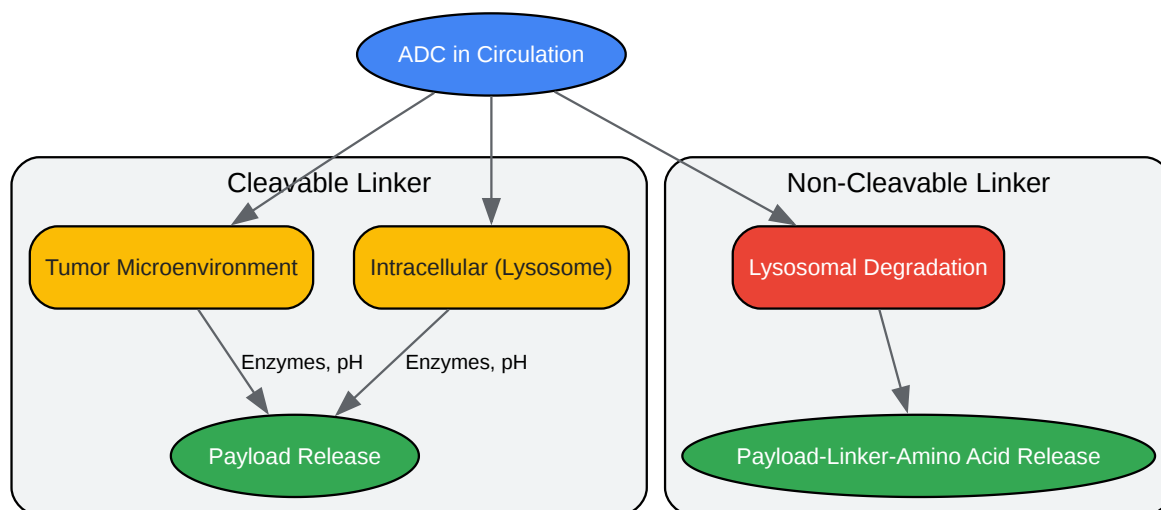 ADC in Circulation
Cleavable Linker
Non-Cleavable Linker
Tumor Microenvironment
Intracellular (Lysosome)
Lysosomal Degradation
Enzymes, pH
Enzymes, pH
Payload Release
Payload-Linker-Amino Acid Release